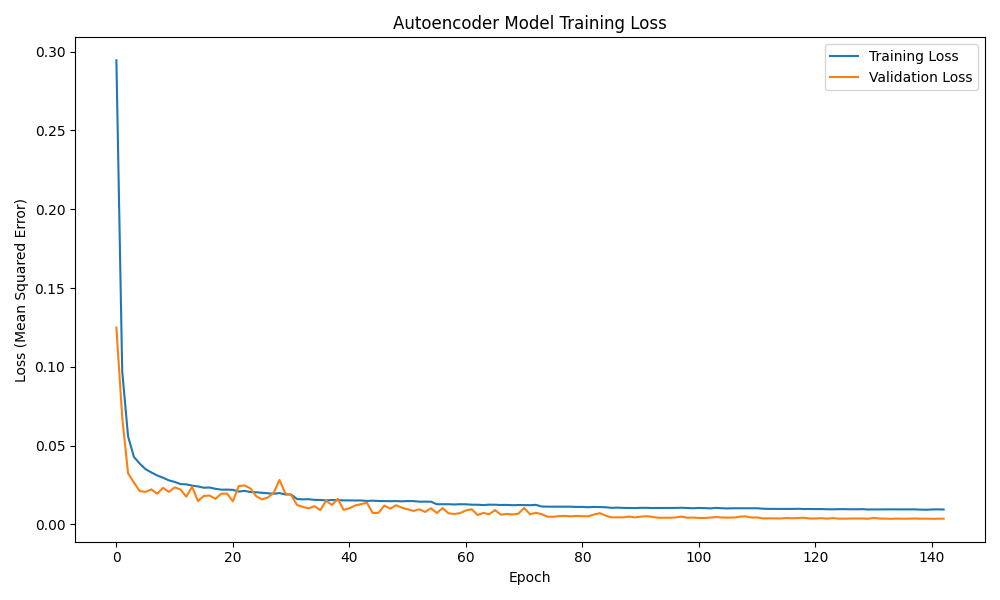 Autoencoder Model Training Loss
Training Loss
Validation Loss
Loss (Mean Squared Error)
0.30
0.25
0.20
0.15
0.10
0.05
0.00
0 20 40 60 80 100 120 140
Epoch